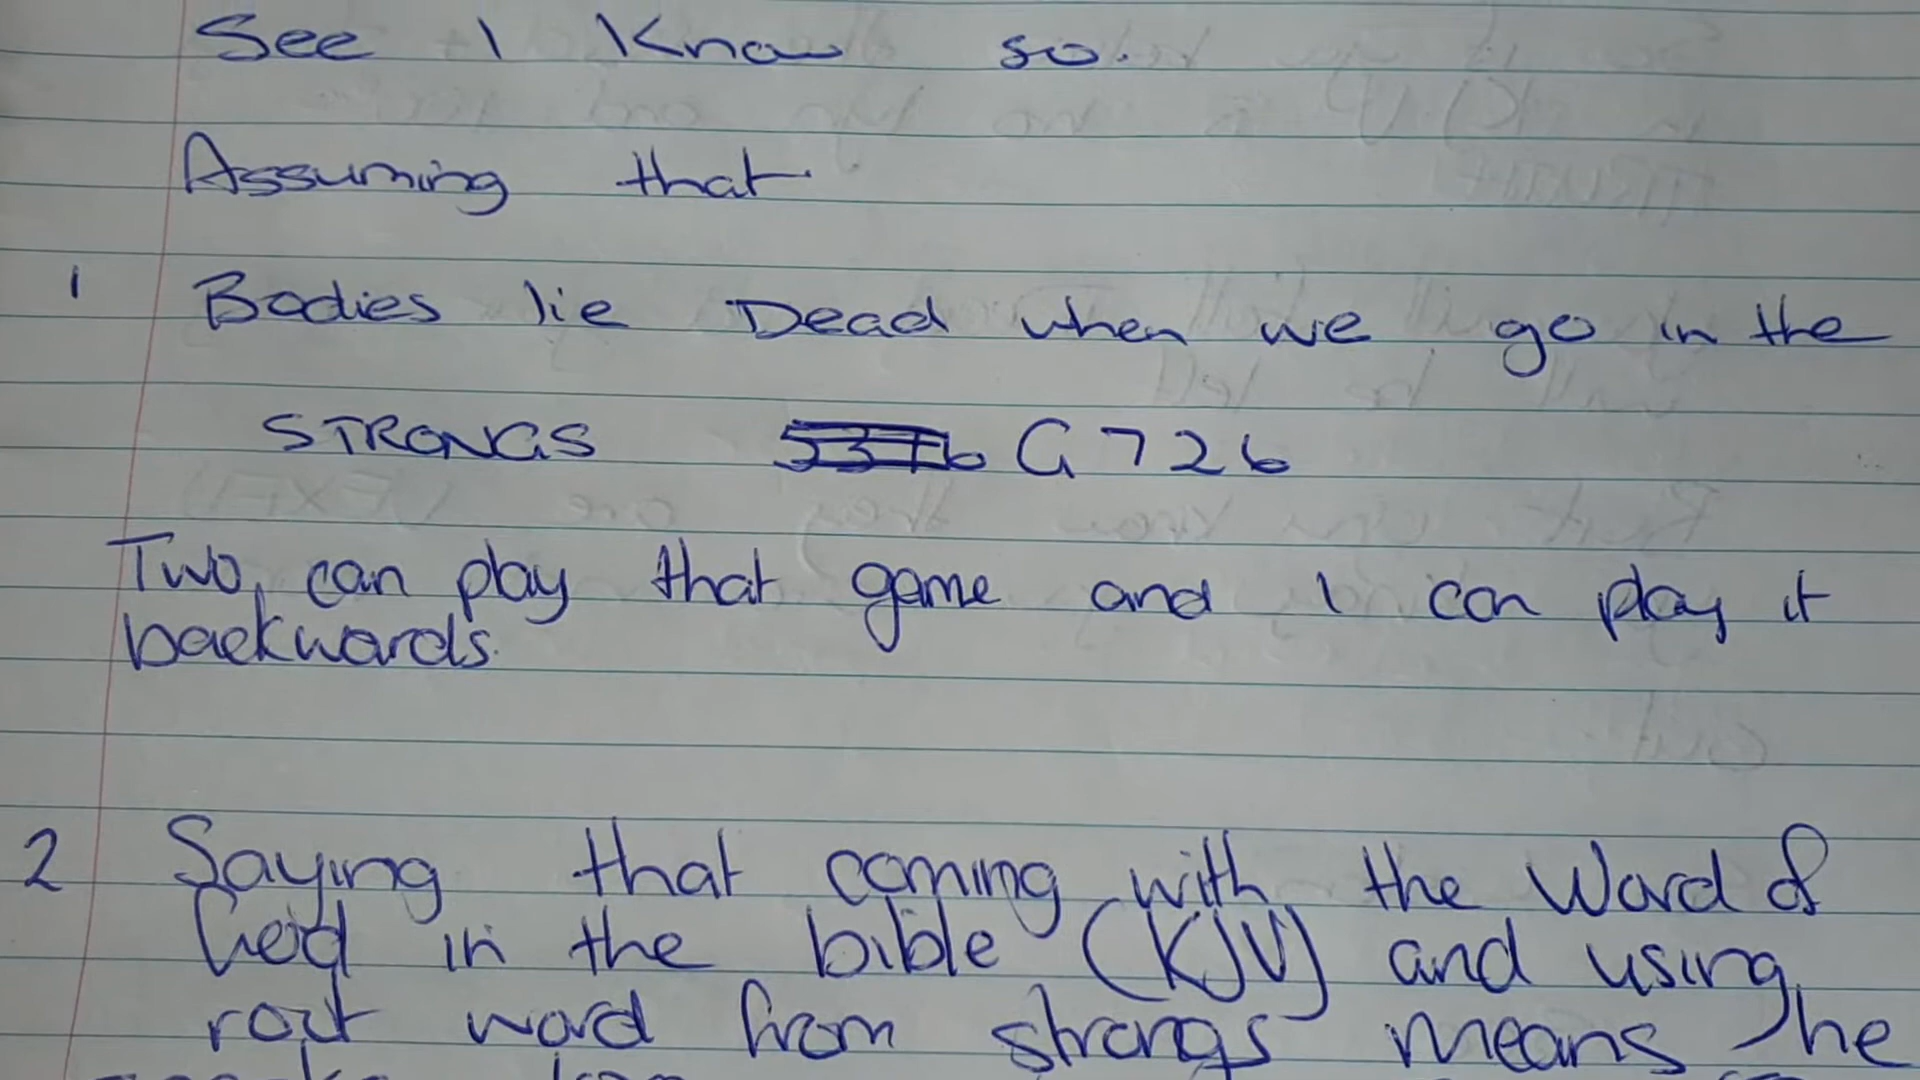 See I Know so.
Assuming that
1 Bodies lie Dead when we go in the
STRONGS 5376 G726
Two, can play that game and I can play it
backwards.
2 Saying that coming with the Word of
God in the bible (KJV) and using
root word from strongs means he